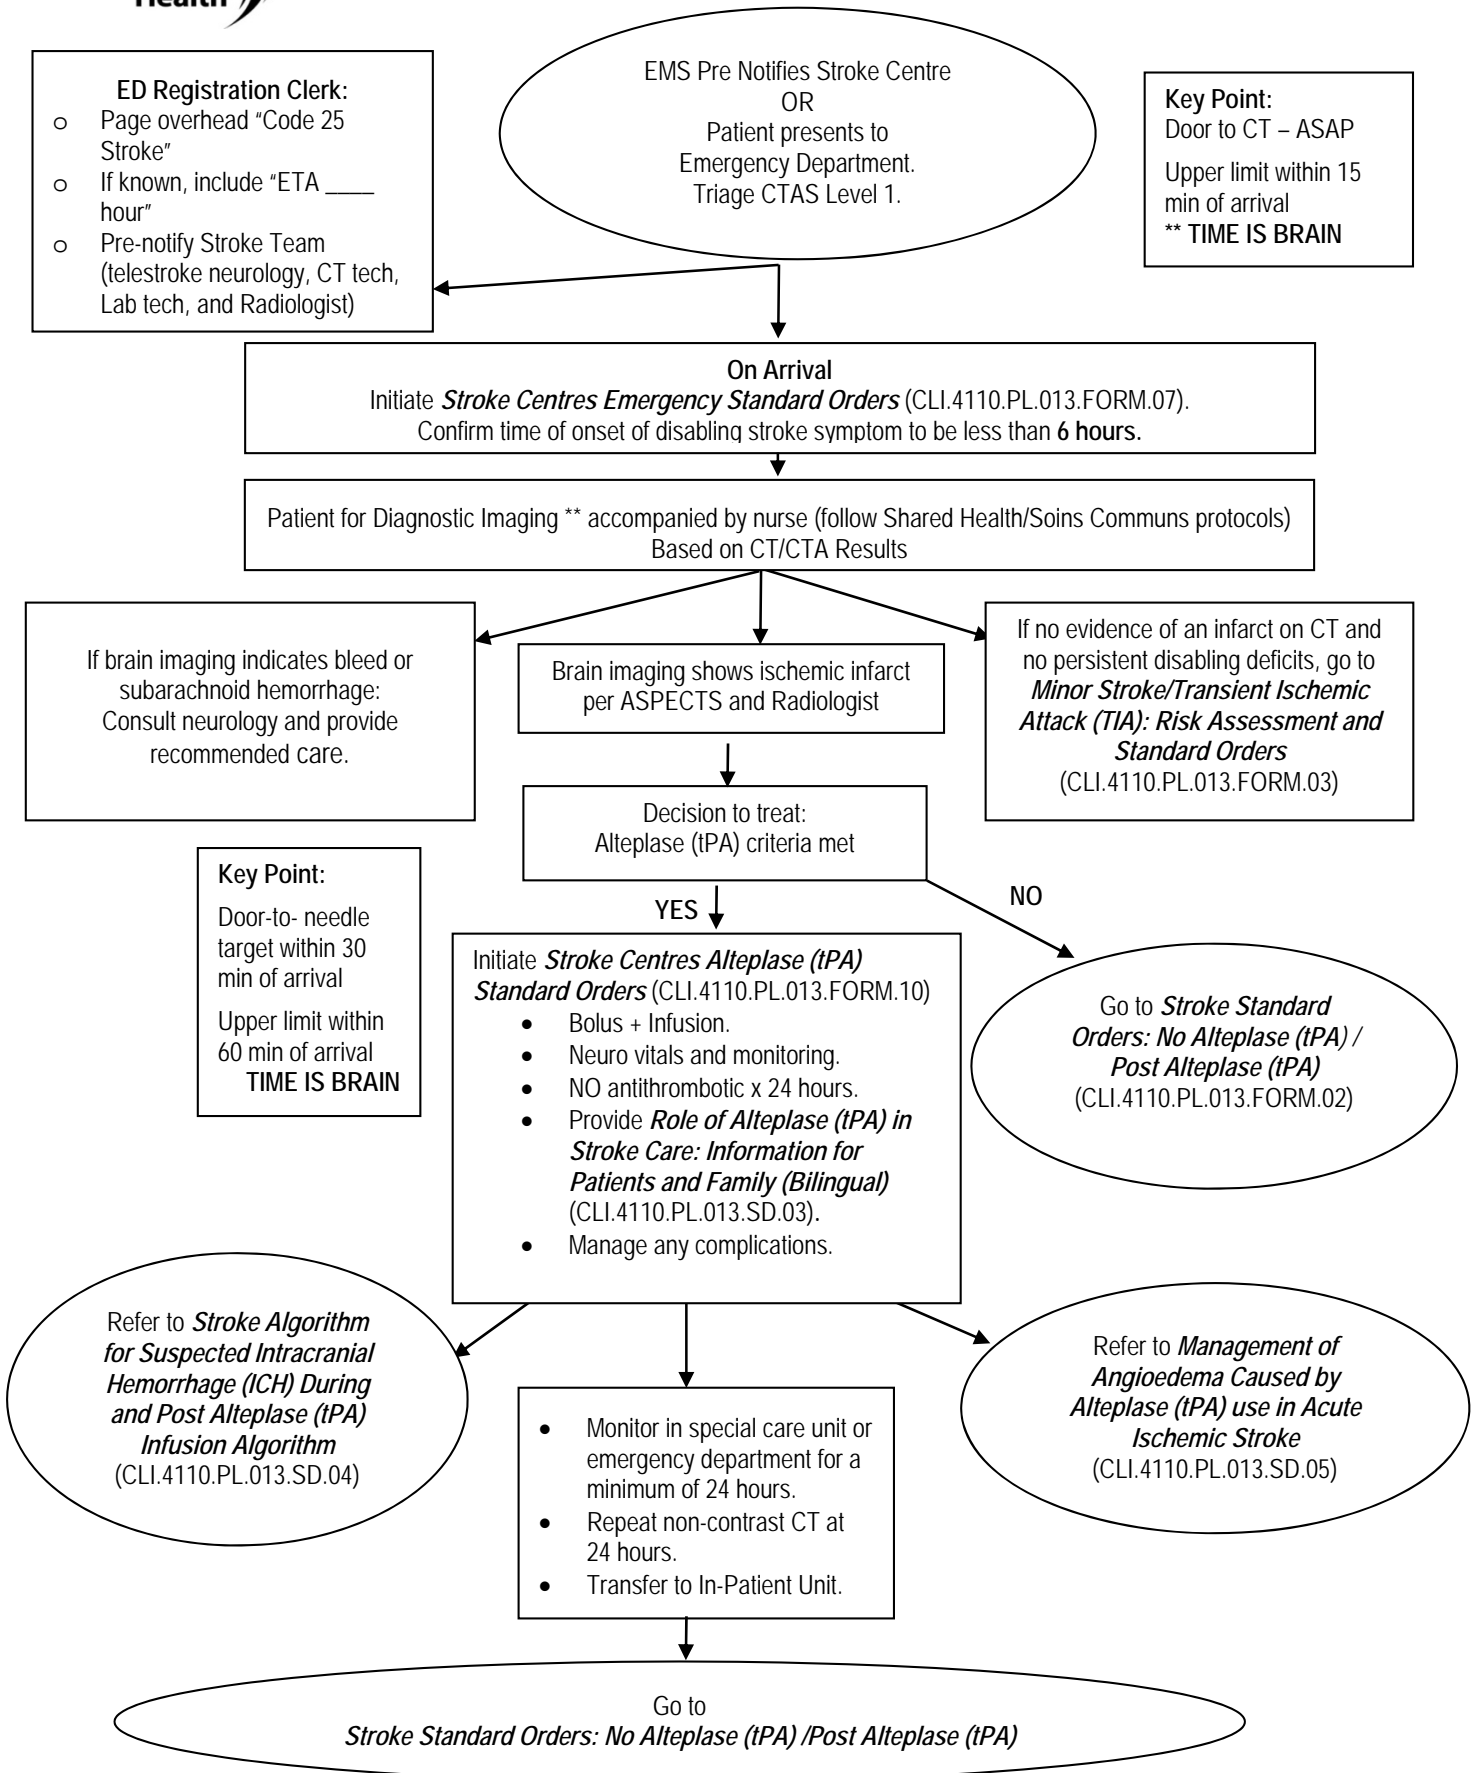 Health
ED Registration Clerk:
o Page overhead "Code 25
Stroke"
o If known, include "ETA ____
hour"
o Pre-notify Stroke Team
(telestroke neurology, CT tech,
Lab tech, and Radiologist)
EMS Pre Notifies Stroke Centre
OR
Patient presents to
Emergency Department.
Triage CTAS Level 1.
Key Point:
Door to CT – ASAP
Upper limit within 15
min of arrival
** TIME IS BRAIN
On Arrival
Initiate Stroke Centres Emergency Standard Orders (CLI.4110.PL.013.FORM.07).
Confirm time of onset of disabling stroke symptom to be less than 6 hours.
Patient for Diagnostic Imaging ** accompanied by nurse (follow Shared Health/Soins Communs protocols)
Based on CT/CTA Results
If brain imaging indicates bleed or
subarachnoid hemorrhage:
Consult neurology and provide
recommended care.
Brain imaging shows ischemic infarct
per ASPECTS and Radiologist
If no evidence of an infarct on CT and
no persistent disabling deficits, go to
Minor Stroke/Transient Ischemic
Attack (TIA): Risk Assessment and
Standard Orders
(CLI.4110.PL.013.FORM.03)
Decision to treat:
Alteplase (tPA) criteria met
Key Point:
Door-to- needle
target within 30
min of arrival
Upper limit within
60 min of arrival
TIME IS BRAIN
YES
NO
Initiate Stroke Centres Alteplase (tPA)
Standard Orders (CLI.4110.PL.013.FORM.10)
• Bolus + Infusion.
• Neuro vitals and monitoring.
• NO antithrombotic x 24 hours.
• Provide Role of Alteplase (tPA) in
Stroke Care: Information for
Patients and Family (Bilingual)
(CLI.4110.PL.013.SD.03).
• Manage any complications.
Go to Stroke Standard
Orders: No Alteplase (tPA) /
Post Alteplase (tPA)
(CLI.4110.PL.013.FORM.02)
Refer to Stroke Algorithm
for Suspected Intracranial
Hemorrhage (ICH) During
and Post Alteplase (tPA)
Infusion Algorithm
(CLI.4110.PL.013.SD.04)
• Monitor in special care unit or
emergency department for a
minimum of 24 hours.
• Repeat non-contrast CT at
24 hours.
• Transfer to In-Patient Unit.
Refer to Management of
Angioedema Caused by
Alteplase (tPA) use in Acute
Ischemic Stroke
(CLI.4110.PL.013.SD.05)
Go to
Stroke Standard Orders: No Alteplase (tPA) /Post Alteplase (tPA)